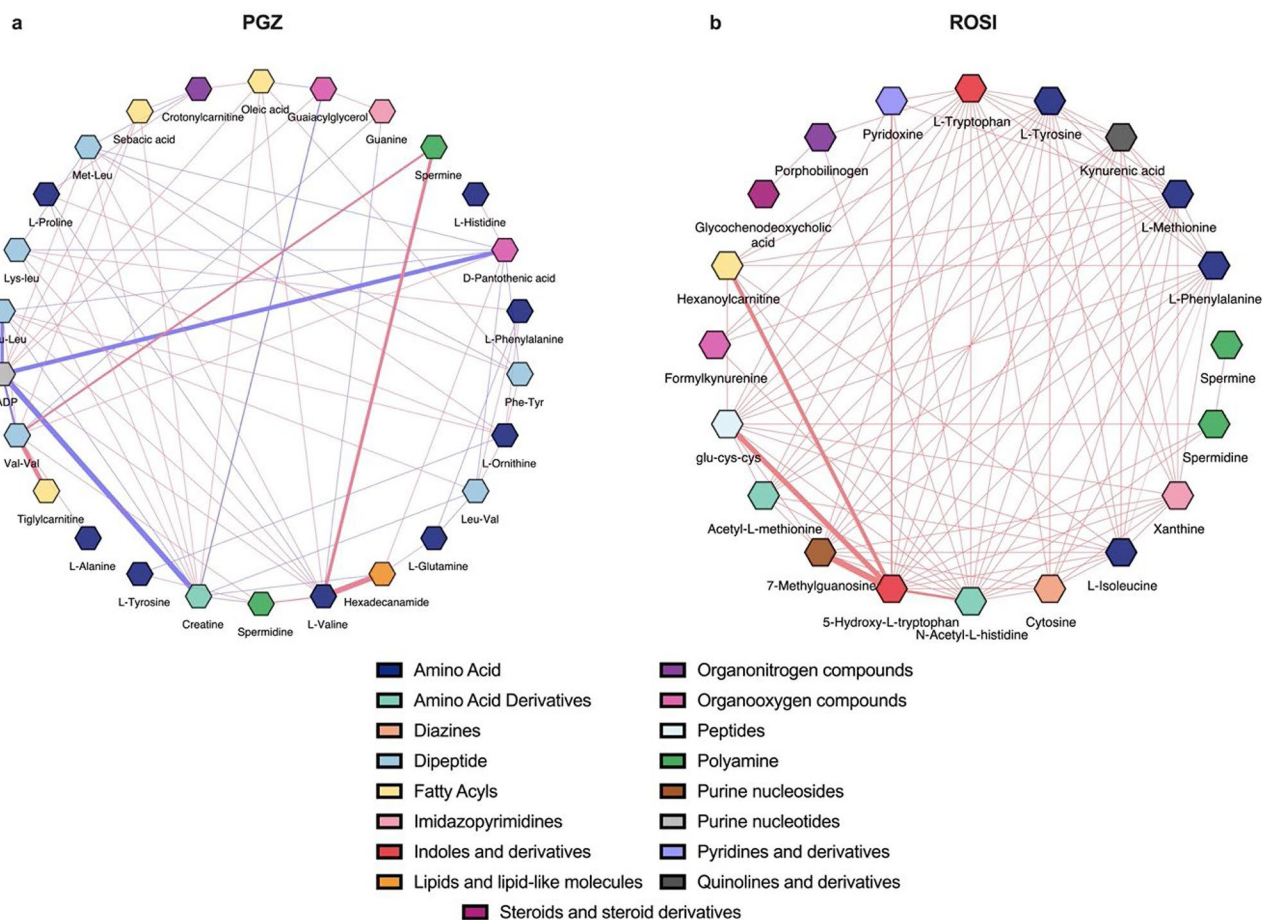 a
PGZ
b
ROSI
Oleic acid
Crotonylcarnitine
Guaiacylglycerol
Sebacic acid
Guanine
Met-Leu
Spermine
L-Proline
L-Histidine
Lys-leu
D-Pantothenic acid
u-Leu
L-Phenylalanine
ADP
Phe-Tyr
Val-Val
L-Ornithine
Tiglylcarnitine
Leu-Val
L-Alanine
L-Glutamine
L-Tyrosine
Hexadecanamide
Creatine
Spermidine
L-Valine
L-Tryptophan
Pyridoxine
L-Tyrosine
Porphobilinogen
Kynurenic acid
Glycochenodeoxycholic
acid
L-Methionine
Hexanoylcarnitine
L-Phenylalanine
Formylkynurenine
Spermine
glu-cys-cys
Spermidine
Acetyl-L-methionine
Xanthine
7-Methylguanosine
L-Isoleucine
5-Hydroxy-L-tryptophan
Cytosine
N-Acetyl-L-histidine
Amino Acid
Amino Acid Derivatives
Diazines
Dipeptide
Fatty Acyls
Imidazopyrimidines
Indoles and derivatives
Lipids and lipid-like molecules
Organonitrogen compounds
Organooxygen compounds
Peptides
Polyamine
Purine nucleosides
Purine nucleotides
Pyridines and derivatives
Quinolines and derivatives
Steroids and steroid derivatives